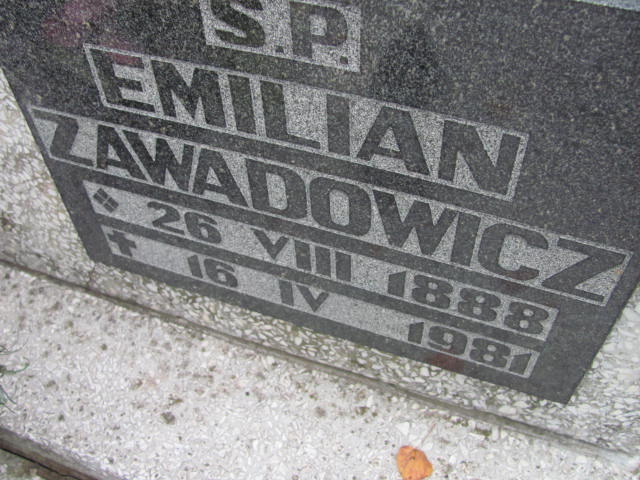 S.P.
EMILIAN
ZAWADOWICZ
26 VIII 1888
16 IV 1981